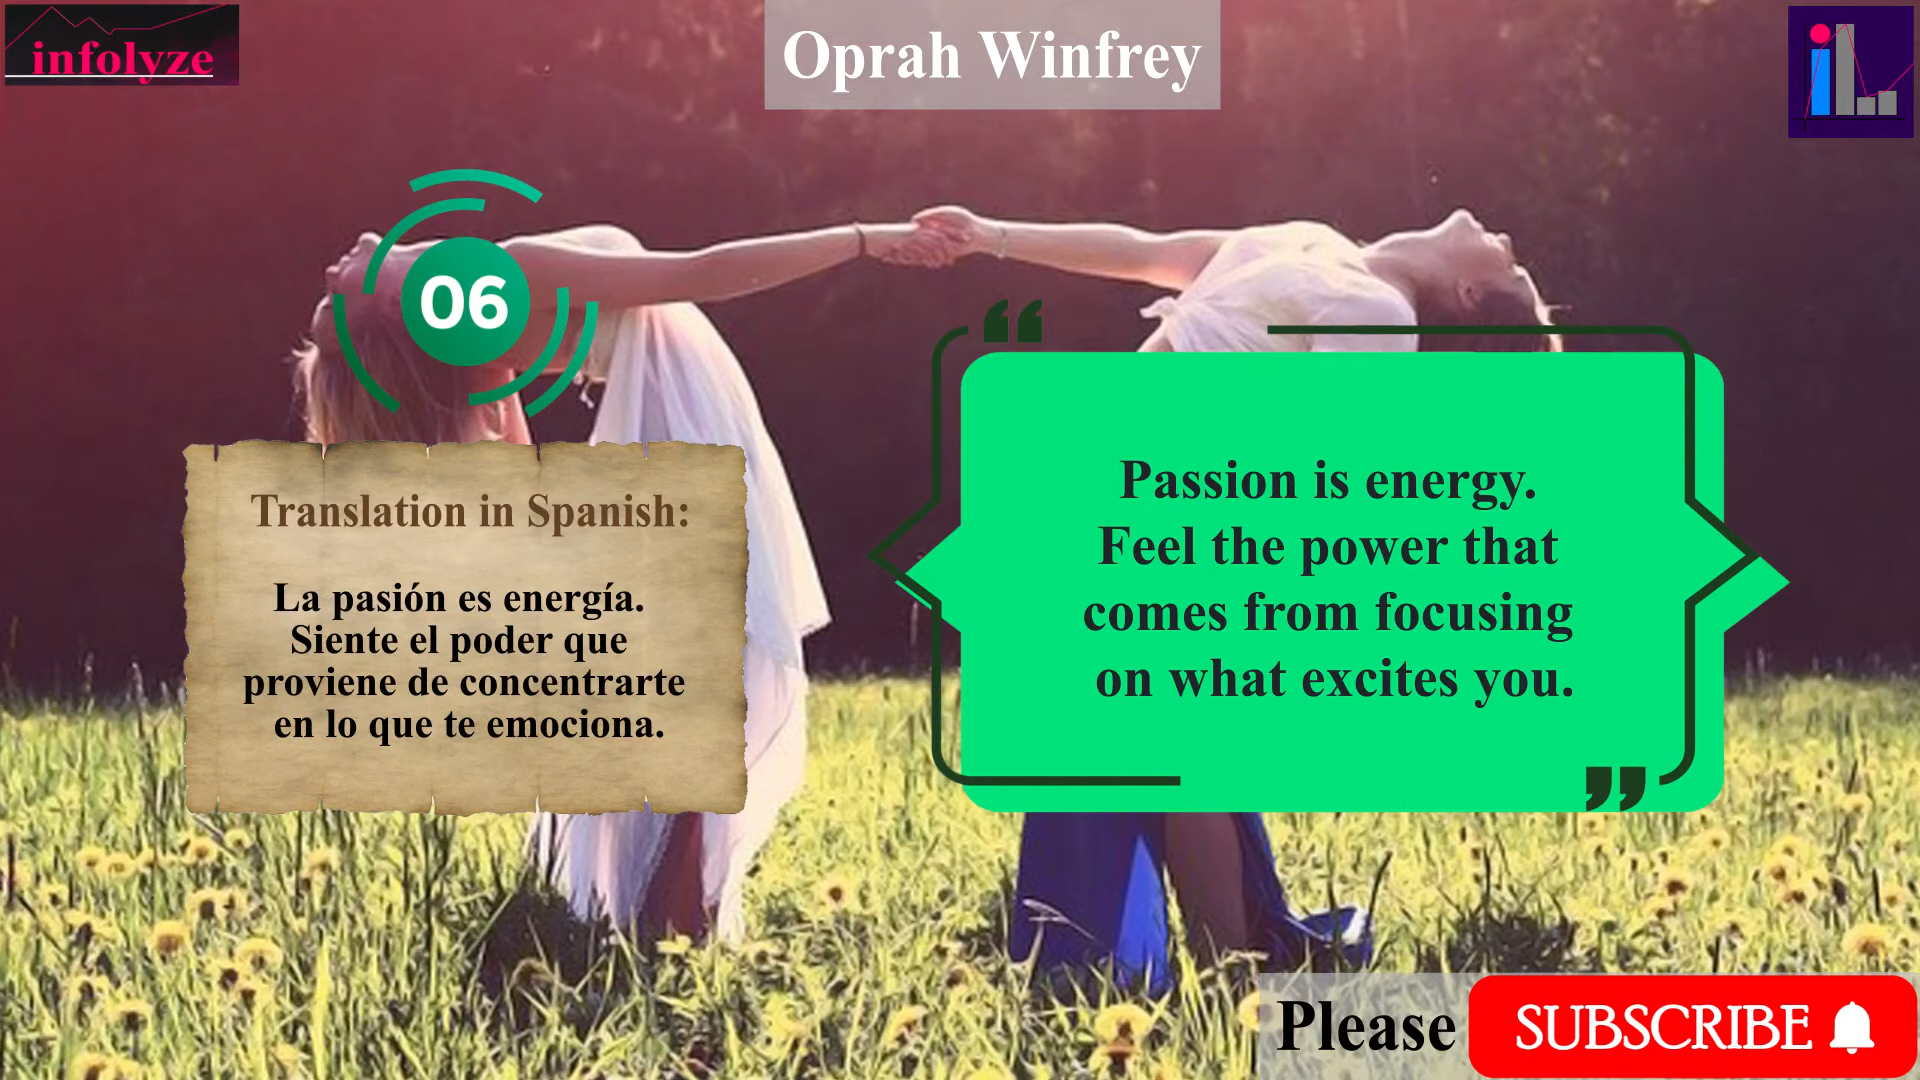 infolyze
Oprah Winfrey
06
Translation in Spanish:
La pasión es energía.
Siente el poder que
proviene de concentrarte
en lo que te emociona.
“
Passion is energy.
Feel the power that
comes from focusing
on what excites you.
”
Please SUBSCRIBE